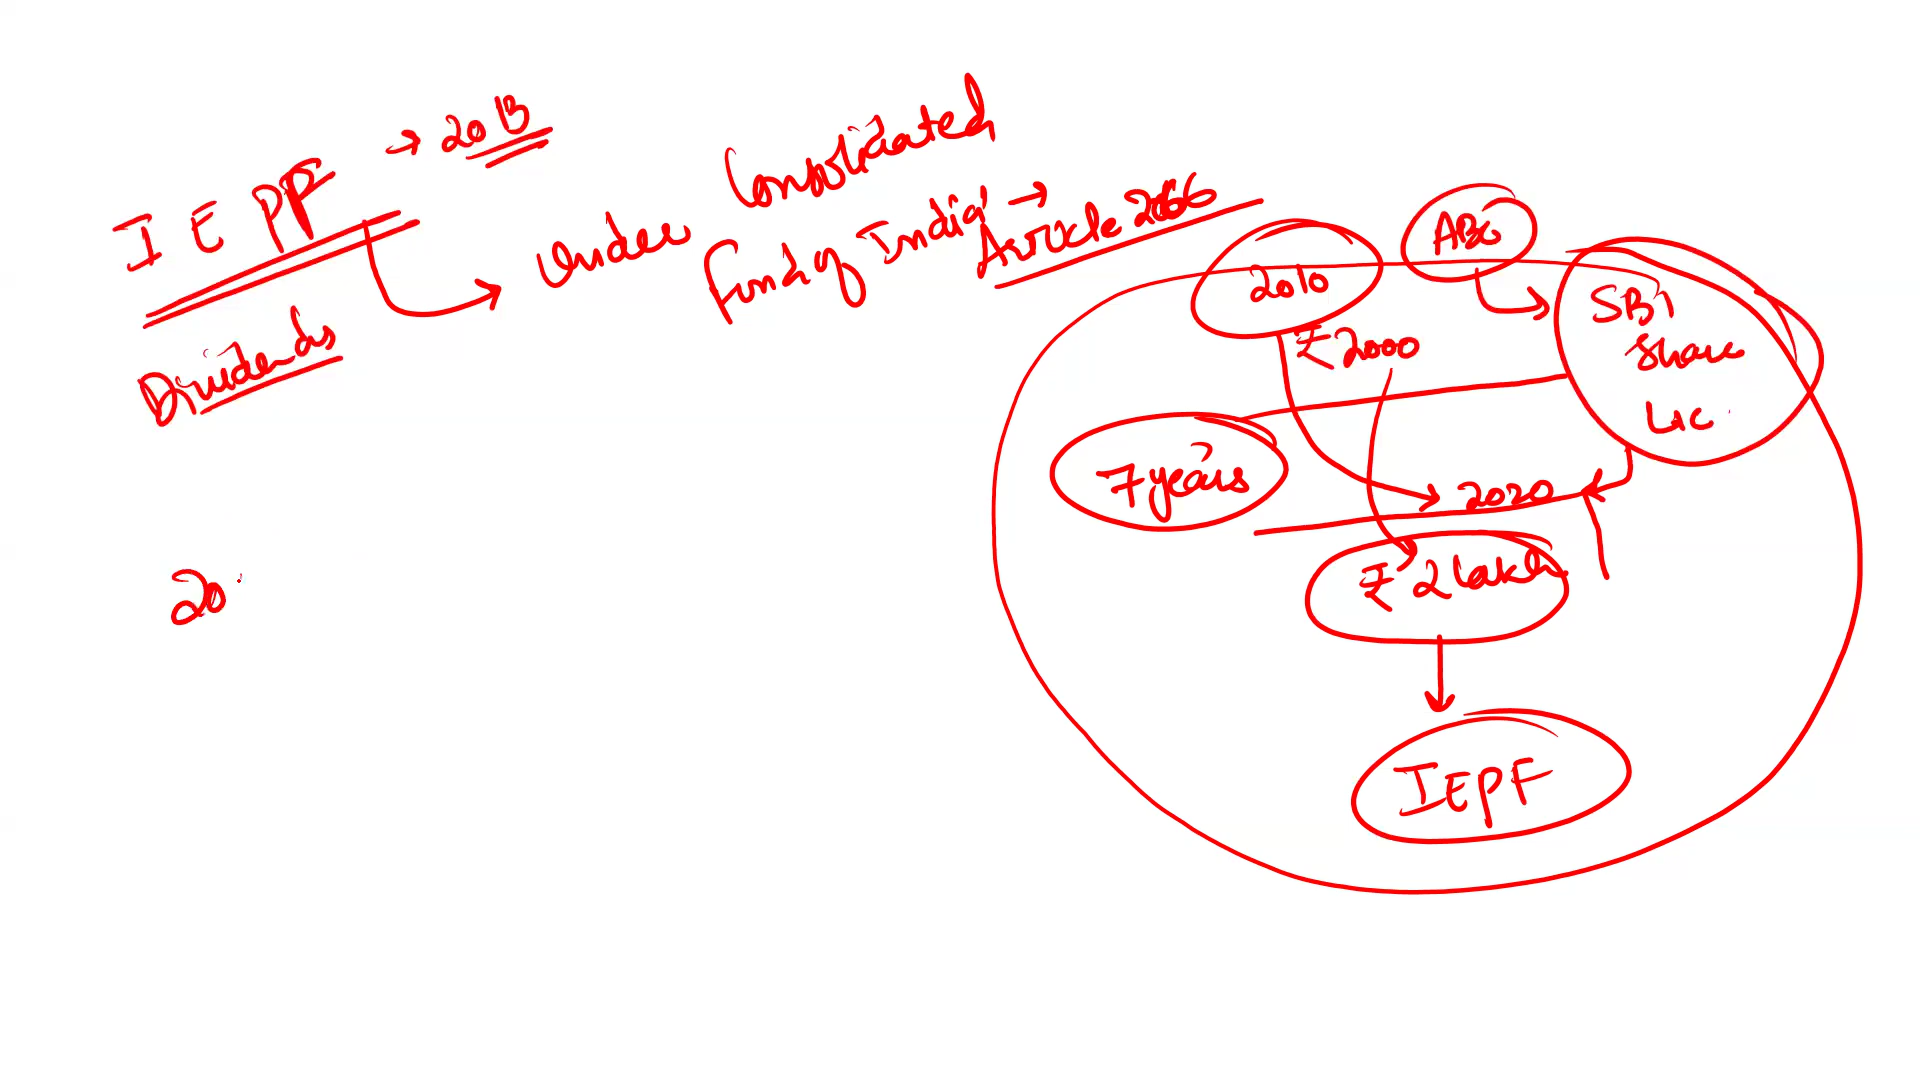 IEPF → 2013
Under Consolidated
Fund of India → Article 266
Dividends
20
ABC
2010
SBI
Share
LIC
₹2000
7 years
2020
₹ 2 lakh
IEPF